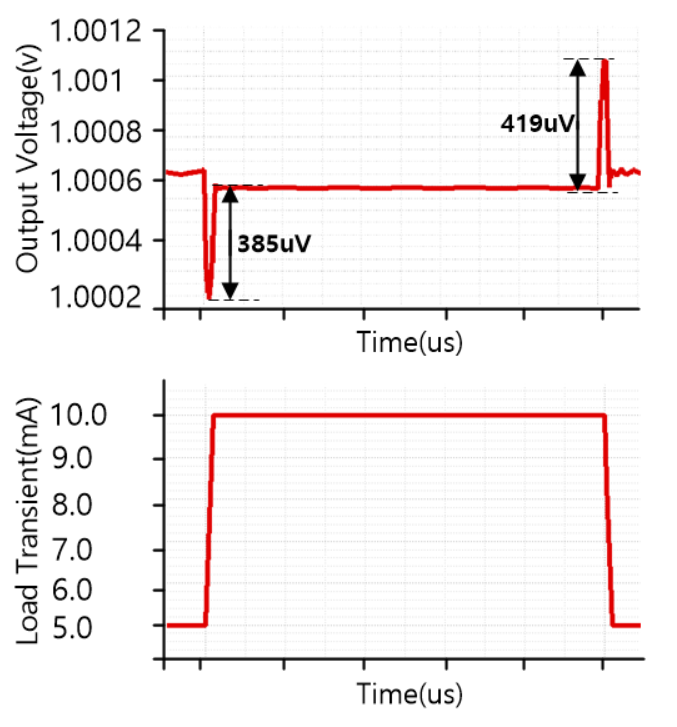 Output Voltage(v)
1.0012
1.001
1.0008
1.0006
1.0004
1.0002
419uV
385uV
Time(us)
Load Transient(mA)
10.0
9.0
8.0
7.0
6.0
5.0
Time(us)